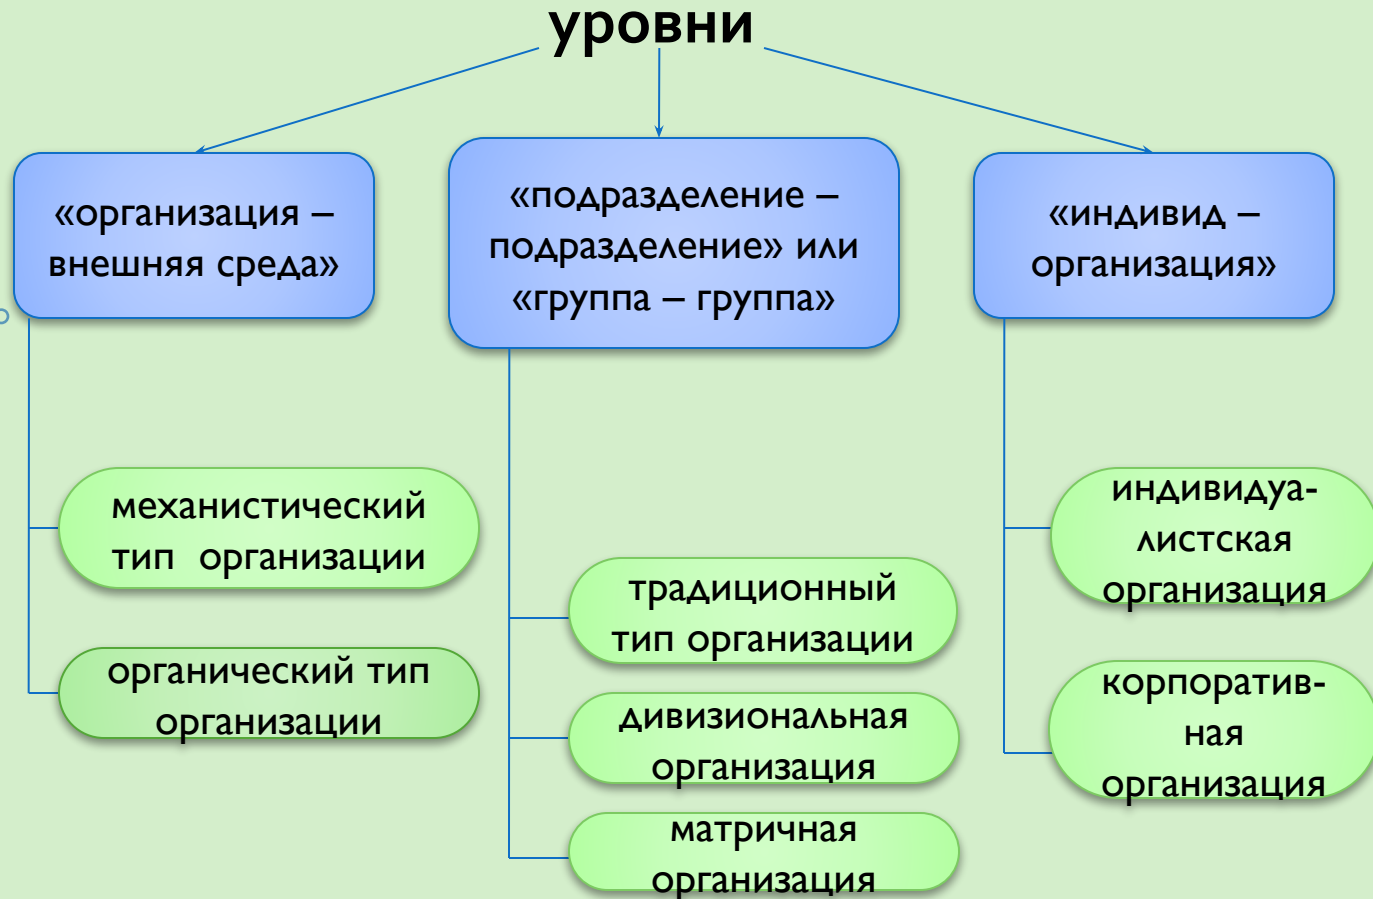 уровни
«организация –
внешняя среда»
«подразделение –
подразделение» или
«группа – группа»
«индивид –
организация»
механистический
тип организации
органический тип
организации
традиционный
тип организации
дивизиональная
организация
матричная
организация
индивидуа-
листская
организация
корпоратив-
ная
организация